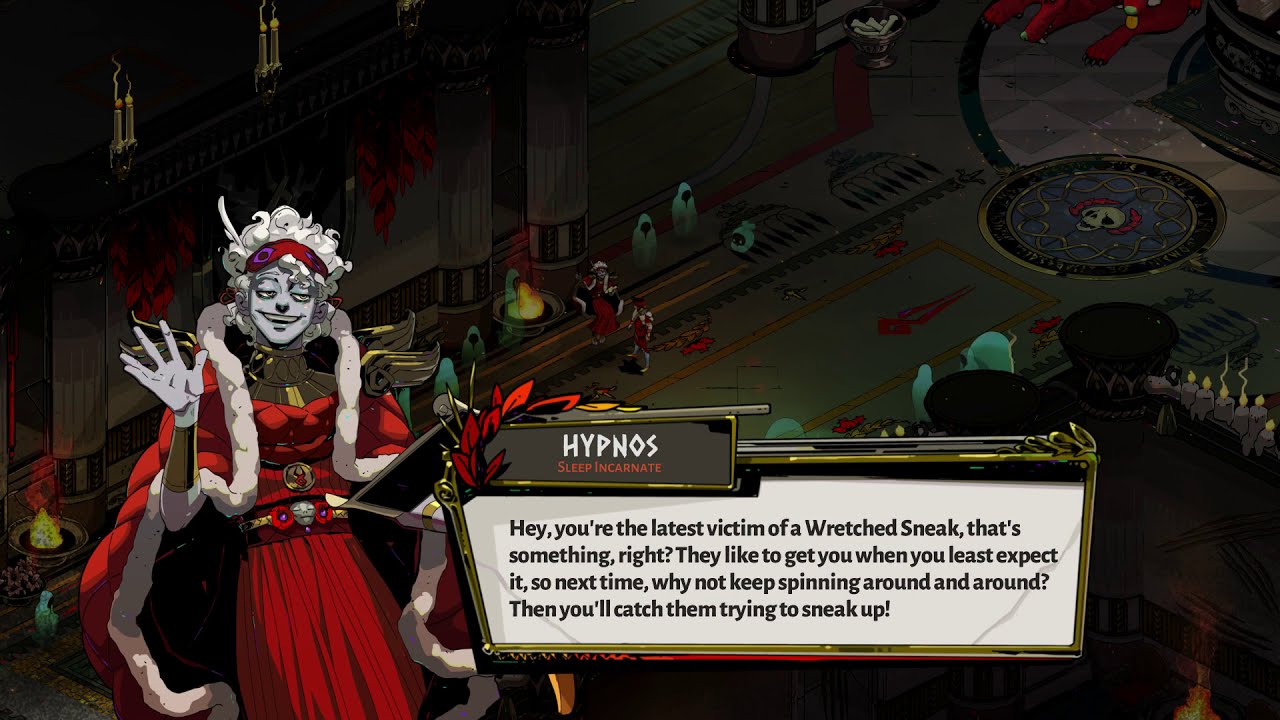 HYPNOS
Sleep Incarnate
Hey, you're the latest victim of a Wretched Sneak, that's
something, right? They like to get you when you least expect
it, so next time, why not keep spinning around and around?
Then you'll catch them trying to sneak up!